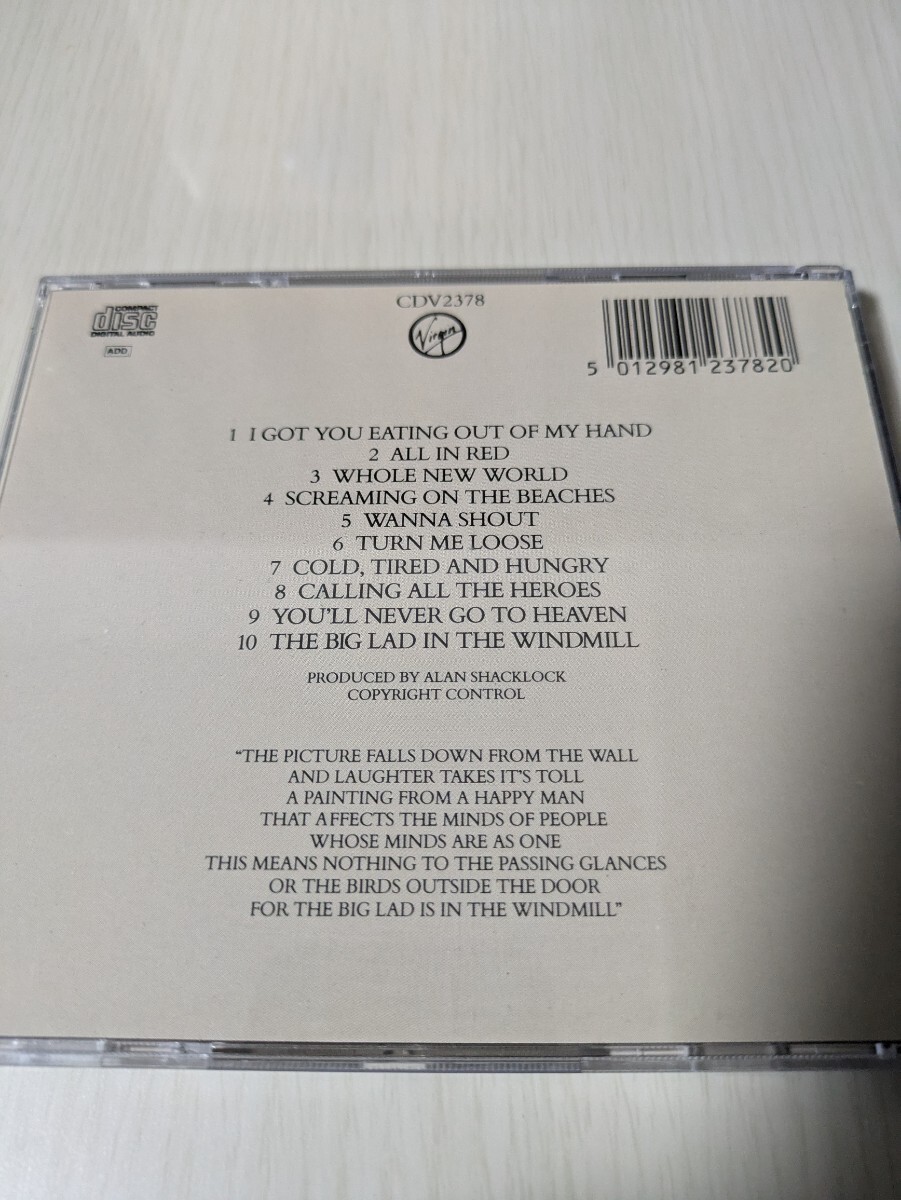 COMPACT
disc
DIGITAL AUDIO
ADD
CDV2378
Virgin
5 012981 237820
1 I GOT YOU EATING OUT OF MY HAND
2 ALL IN RED
3 WHOLE NEW WORLD
4 SCREAMING ON THE BEACHES
5 WANNA SHOUT
6 TURN ME LOOSE
7 COLD, TIRED AND HUNGRY
8 CALLING ALL THE HEROES
9 YOU'LL NEVER GO TO HEAVEN
10 THE BIG LAD IN THE WINDMILL
PRODUCED BY ALAN SHACKLOCK
COPYRIGHT CONTROL
"THE PICTURE FALLS DOWN FROM THE WALL
AND LAUGHTER TAKES IT'S TOLL
A PAINTING FROM A HAPPY MAN
THAT AFFECTS THE MINDS OF PEOPLE
WHOSE MINDS ARE AS ONE
THIS MEANS NOTHING TO THE PASSING GLANCES
OR THE BIRDS OUTSIDE THE DOOR
FOR THE BIG LAD IS IN THE WINDMILL"